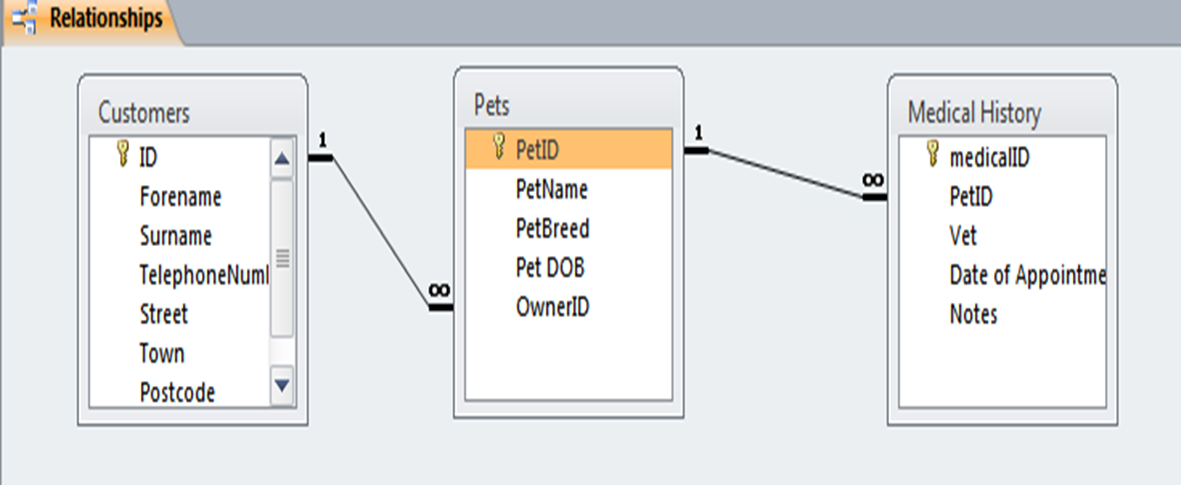 Relationships
Customers
ID
Forename
Surname
TelephoneNuml
Street
Town
Postcode
1
∞
Pets
PetID
PetName
PetBreed
Pet DOB
OwnerID
1
∞
Medical History
medicalID
PetID
Vet
Date of Appointme
Notes